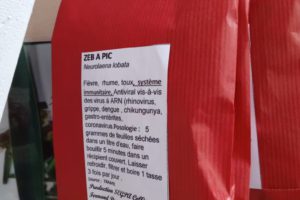 ZEB À PIC
Neurolaena lobata
Fièvre, rhume, toux, système
immunitaire, Antiviral vis-à-vis
des virus à ARN (rhinovirus,
grippe, dengue , chikungunya,
gastro-entérites,
coronavirus Posologie : 5
grammes de feuilles séchées
dans un litre d'eau, faire
bouillir 5 minutes dans un
récipient couvert. Laisser
refroidir, filtrer et boire 1 tasse
3 fois par jour .
source :
Production